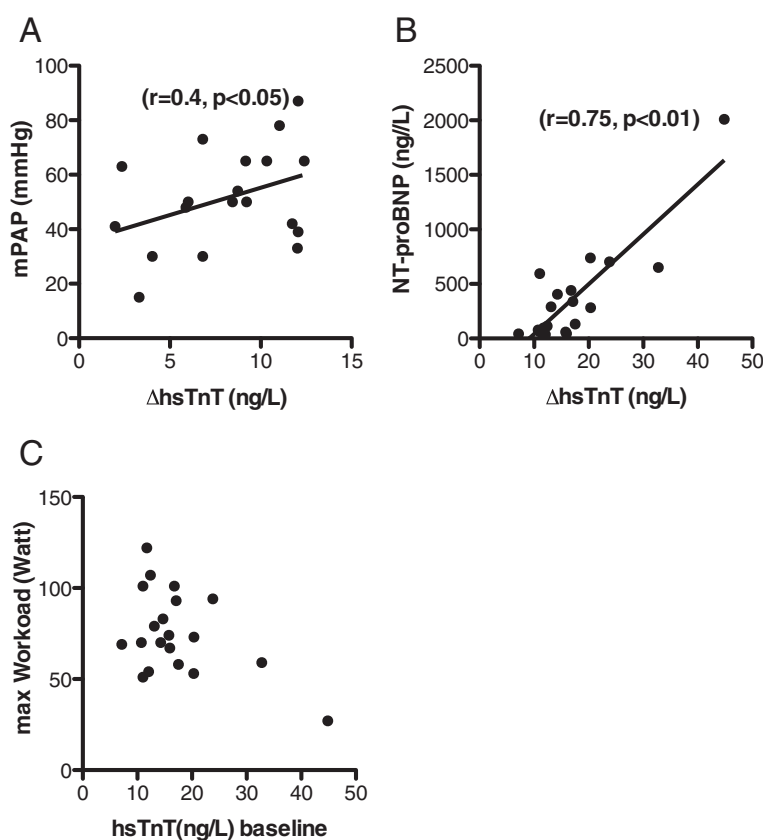 A
100
80
60
40
20
0
mPAP (mmHg)
(r=0.4, p<0.05)
0 5 10 15
ΔhsTnT (ng/L)
B
2500
2000
1500
1000
500
0
NT-proBNP (ng//L)
(r=0.75, p<0.01)
0 10 20 30 40 50
ΔhsTnT (ng/L)
C
150
100
50
0
max Workoad (Watt)
0 10 20 30 40 50
hsTnT(ng/L) baseline